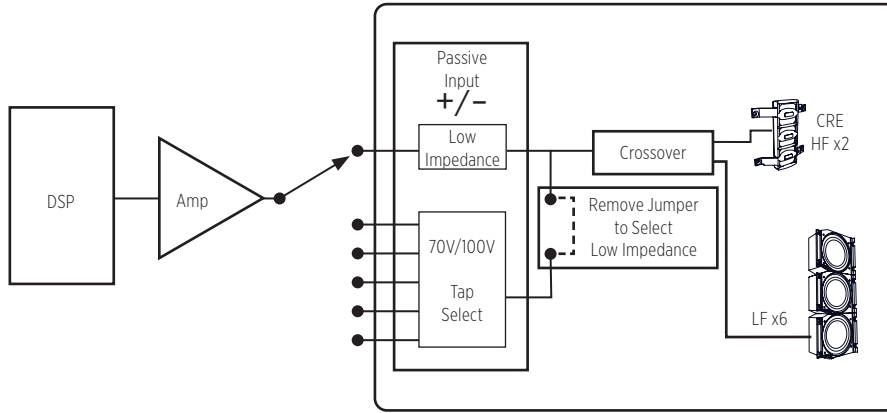 DSP
Amp
Passive
Input
+/−
Low
Impedance
70V/100V
Tap
Select
Crossover
Remove Jumper
to Select
Low Impedance
CRE
HF x2
LF x6